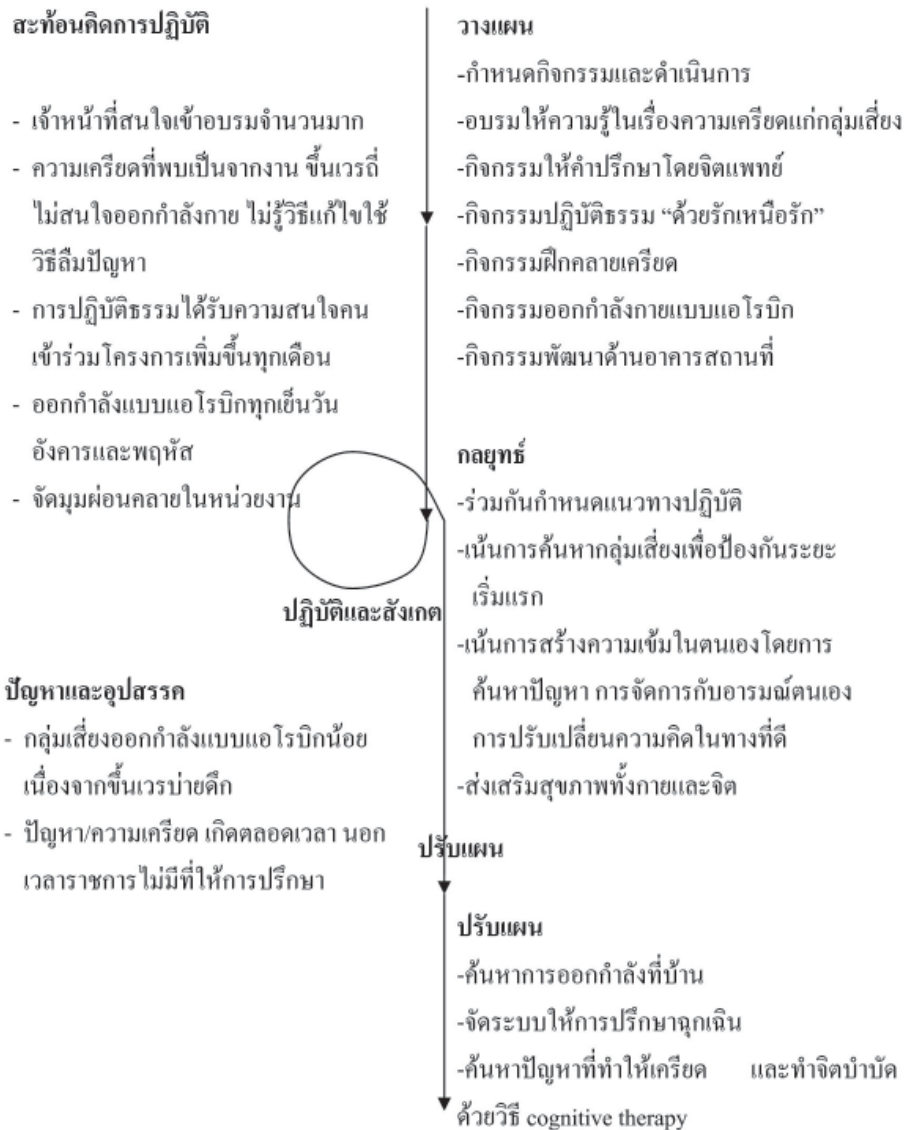 สะท้อนคิดการปฏิบัติ
- เจ้าหน้าที่สนใจเข้าอบรมจำนวนมาก
- ความเครียดที่พบเป็นจากงาน ขึ้นเวรถี่
ไม่สนใจออกกำลังกาย ไม่รู้วิธีแก้ไขใช้
วิธีลืมปัญหา
- การปฏิบัติธรรมได้รับความสนใจคน
เข้าร่วมโครงการเพิ่มขึ้นทุกเดือน
- ออกกำลังแบบแอโรบิกทุกเย็นวัน
อังคารและพฤหัส
- จัดมุมผ่อนคลายในหน่วยงาน
วางแผน
-กำหนดกิจกรรมและดำเนินการ
-อบรมให้ความรู้ในเรื่องความเครียดแก่กลุ่มเสี่ยง
-กิจกรรมให้คำปรึกษาโดยจิตแพทย์
-กิจกรรมปฏิบัติธรรม “ด้วยรักเหนือรัก”
-กิจกรรมฝึกคลายเครียด
-กิจกรรมออกกำลังกายแบบแอโรบิก
-กิจกรรมพัฒนาด้านอาคารสถานที่
กลยุทธ์
-ร่วมกันกำหนดแนวทางปฏิบัติ
-เน้นการค้นหากลุ่มเสี่ยงเพื่อป้องกันระยะ
เริ่มแรก
-เน้นการสร้างความเข้มในตนเองโดยการ
ค้นหาปัญหา การจัดการกับอารมณ์ตนเอง
การปรับเปลี่ยนความคิดในทางที่ดี
-ส่งเสริมสุขภาพทั้งกายและจิต
ปฏิบัติและสังเกต
ปัญหาและอุปสรรค
- กลุ่มเสี่ยงออกกำลังแบบแอโรบิกน้อย
เนื่องจากขึ้นเวรบ่ายดึก
- ปัญหา/ความเครียด เกิดตลอดเวลา นอก
เวลาราชการไม่มีที่ให้การปรึกษา
ปรับแผน
ปรับแผน
-ค้นหาการออกกำลังที่บ้าน
-จัดระบบให้การปรึกษาฉุกเฉิน
-ค้นหาปัญหาที่ทำให้เครียด และทำจิตบำบัด
ด้วยวิธี cognitive therapy